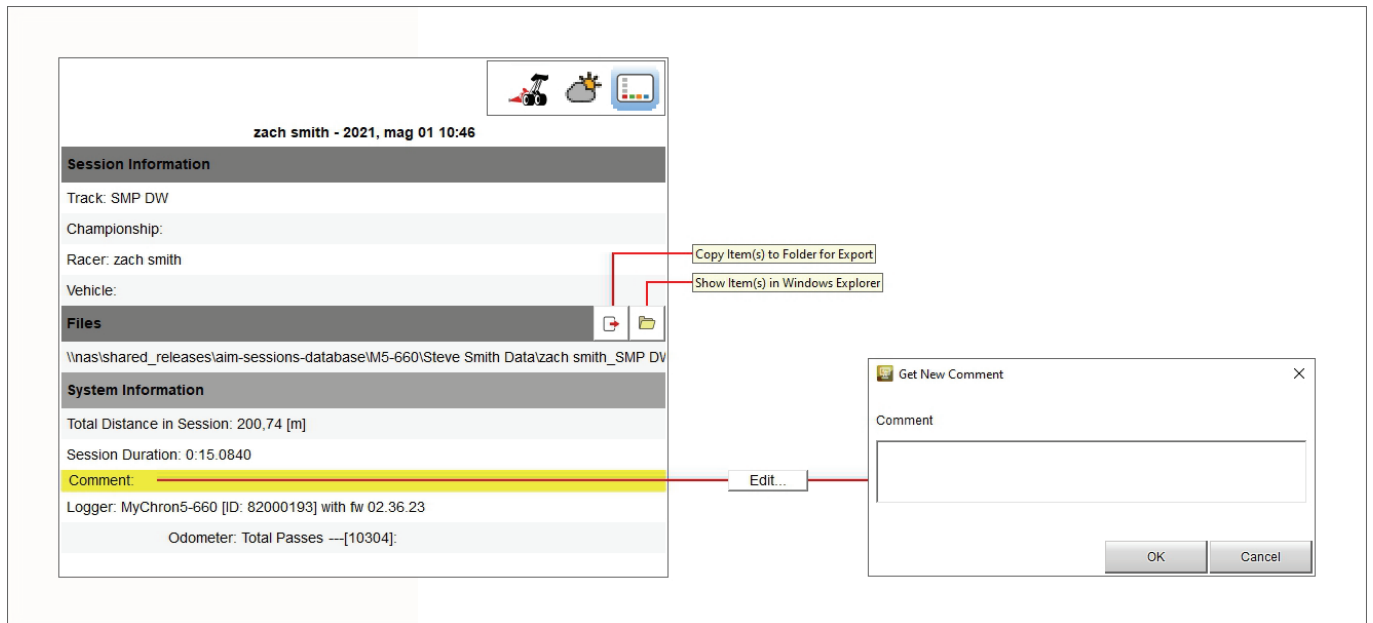 zach smith - 2021, mag 01 10:46
Session Information
Track: SMP DW
Championship:
Racer: zach smith
Vehicle:
Copy Item(s) to Folder for Export
Show Item(s) in Windows Explorer
Files
\\nas\shared_releases\aim-sessions-database\M5-660\Steve Smith Data\zach smith_SMP DW
System Information
Total Distance in Session: 200,74 [m]
Session Duration: 0:15.0840
Comment:
Edit...
Logger: MyChron5-660 [ID: 82000193] with fw 02.36.23
Odometer: Total Passes ---[10304]:
Get New Comment
Comment
OK
Cancel